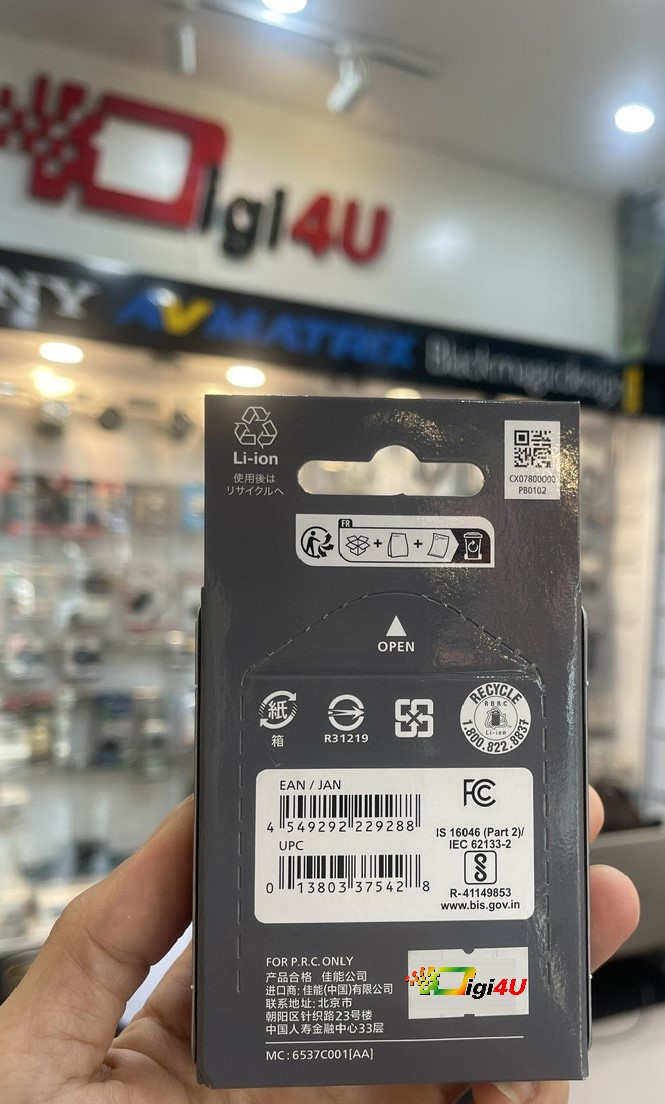 Digi4U
NY AVMATRIX Blackmagicdesign
Li-ion
使用後は
リサイクルへ
CX07800000
PB0102
FR
+ +
OPEN
紙
箱
R31219
RECYCLE
RBRC
Li-ion
1.800.822.8837
EAN / JAN
4 549292 229288
UPC
0 13803 37542 8
FC
IS 16046 (Part 2)/
IEC 62133-2
R-41149853
www.bis.gov.in
FOR P.R.C. ONLY
产品合格 佳能公司
进口商: 佳能(中国)有限公司
联系地址: 北京市
朝阳区针织路23号楼
中国人寿金融中心33层
Digi4U
MC : 6537C001[AA]